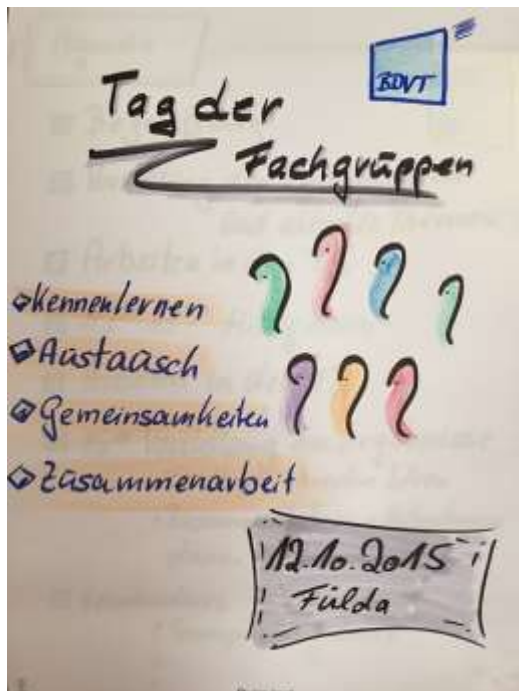 BDVT
Tag der
Fachgruppen
Kennenlernen
Austausch
Gemeinsamkeiten
Zusammenarbeit
12.10.2015
Fulda